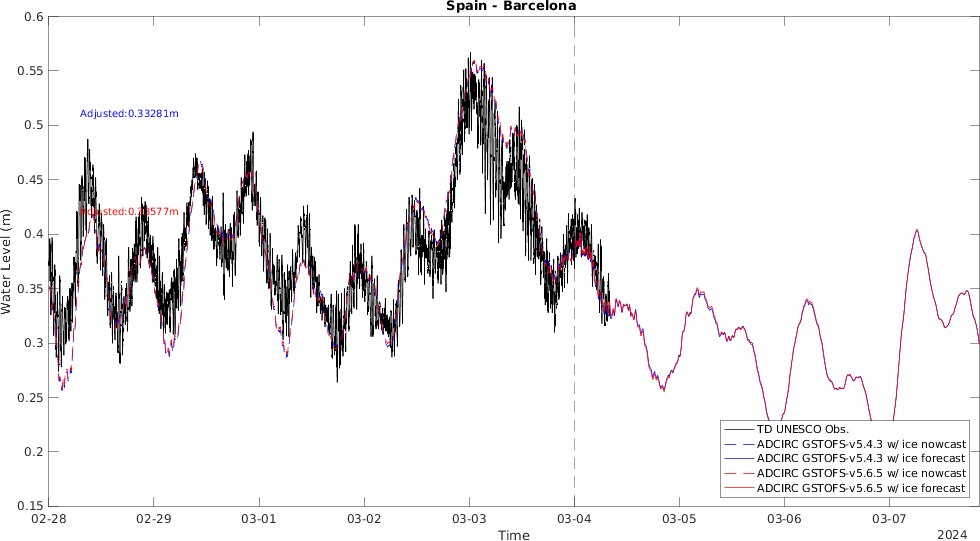 Spain - Barcelona
0.6
0.55
0.5
0.45
0.4
0.35
0.3
0.25
0.2
0.15
Water Level (m)
Adjusted:0.33281m
TD UNESCO Obs.
ADCIRC GSTOFS-v5.4.3 w/ ice nowcast
ADCIRC GSTOFS-v5.4.3 w/ ice forecast
ADCIRC GSTOFS-v5.6.5 w/ ice nowcast
ADCIRC GSTOFS-v5.6.5 w/ ice forecast
02-28 02-29 03-01 03-02 03-03 03-04 03-05 03-06 03-07
Time
2024